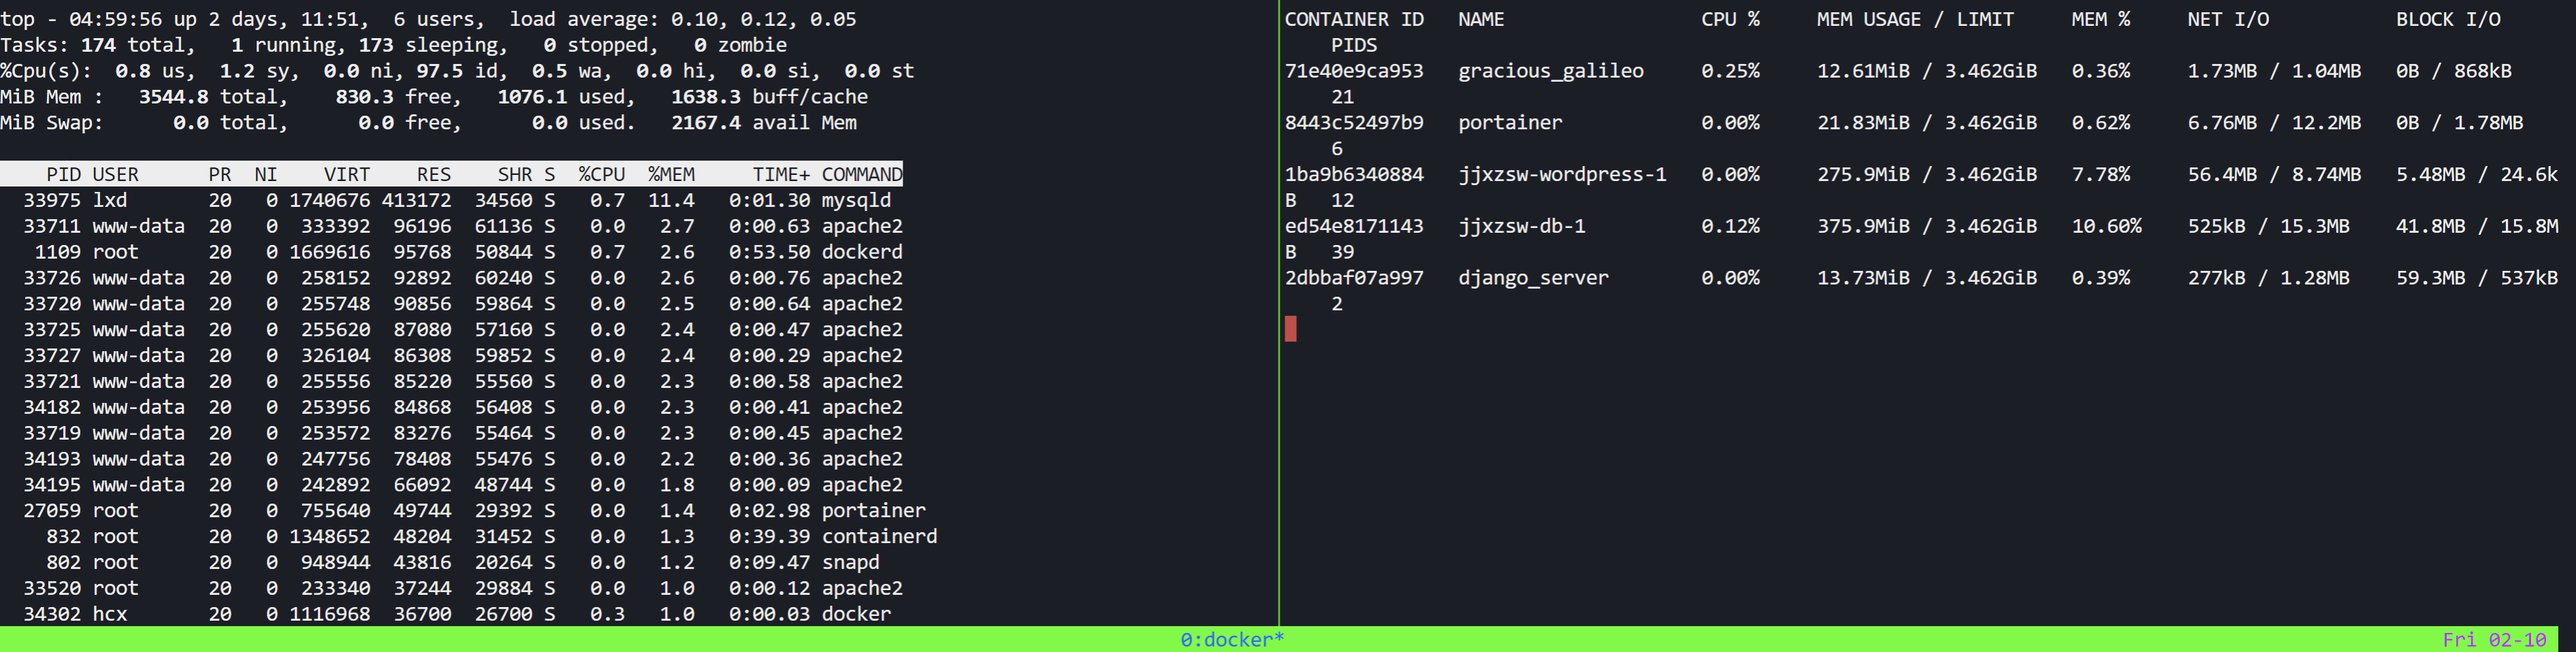 top - 04:59:56 up 2 days, 11:51,  6 users,  load average: 0.10, 0.12, 0.05
Tasks: 174 total,   1 running, 173 sleeping,   0 stopped,   0 zombie
%Cpu(s):  0.8 us,  1.2 sy,  0.0 ni, 97.5 id,  0.5 wa,  0.0 hi,  0.0 si,  0.0 st
MiB Mem :   3544.8 total,    830.3 free,   1076.1 used,   1638.3 buff/cache
MiB Swap:      0.0 total,      0.0 free,      0.0 used.   2167.4 avail Mem
    PID USER      PR  NI    VIRT    RES    SHR S  %CPU  %MEM     TIME+ COMMAND
  33975 lxd       20   0 1740676 413172  34560 S   0.7  11.4   0:01.30 mysqld
  33711 www-data  20   0  333392  96196  61136 S   0.0   2.7   0:00.63 apache2
   1109 root      20   0 1669616  95768  50844 S   0.7   2.6   0:53.50 dockerd
  33726 www-data  20   0  258152  92892  60240 S   0.0   2.6   0:00.76 apache2
  33720 www-data  20   0  255748  90856  59864 S   0.0   2.5   0:00.64 apache2
  33725 www-data  20   0  255620  87080  57160 S   0.0   2.4   0:00.47 apache2
  33727 www-data  20   0  326104  86308  59852 S   0.0   2.4   0:00.29 apache2
  33721 www-data  20   0  255556  85220  55560 S   0.0   2.3   0:00.58 apache2
  34182 www-data  20   0  253956  84868  56408 S   0.0   2.3   0:00.41 apache2
  33719 www-data  20   0  253572  83276  55464 S   0.0   2.3   0:00.45 apache2
  34193 www-data  20   0  247756  78408  55476 S   0.0   2.2   0:00.36 apache2
  34195 www-data  20   0  242892  66092  48744 S   0.0   1.8   0:00.09 apache2
  27059 root      20   0  755640  49744  29392 S   0.0   1.4   0:02.98 portainer
    832 root      20   0 1348652  48204  31452 S   0.0   1.3   0:39.39 containerd
    802 root      20   0  948944  43816  20264 S   0.0   1.2   0:09.47 snapd
  33520 root      20   0  233340  37244  29884 S   0.0   1.0   0:00.12 apache2
  34302 hcx       20   0 1116968  36700  26700 S   0.3   1.0   0:00.03 docker
CONTAINER ID   NAME                 CPU %     MEM USAGE / LIMIT     MEM %     NET I/O           BLOCK I/O
    PIDS
71e40e9ca953   gracious_galileo     0.25%     12.61MiB / 3.462GiB   0.36%     1.73MB / 1.04MB   0B / 868kB
    21
8443c52497b9   portainer            0.00%     21.83MiB / 3.462GiB   0.62%     6.76MB / 12.2MB   0B / 1.78MB
    6
1ba9b6340884   jjxzsw-wordpress-1   0.00%     275.9MiB / 3.462GiB   7.78%     56.4MB / 8.74MB   5.48MB / 24.6k
B   12
ed54e8171143   jjxzsw-db-1          0.12%     375.9MiB / 3.462GiB   10.60%    525kB / 15.3MB    41.8MB / 15.8M
B   39
2dbbaf07a997   django_server        0.00%     13.73MiB / 3.462GiB   0.39%     277kB / 1.28MB    59.3MB / 537kB
    2
0:docker*
Fri 02-10